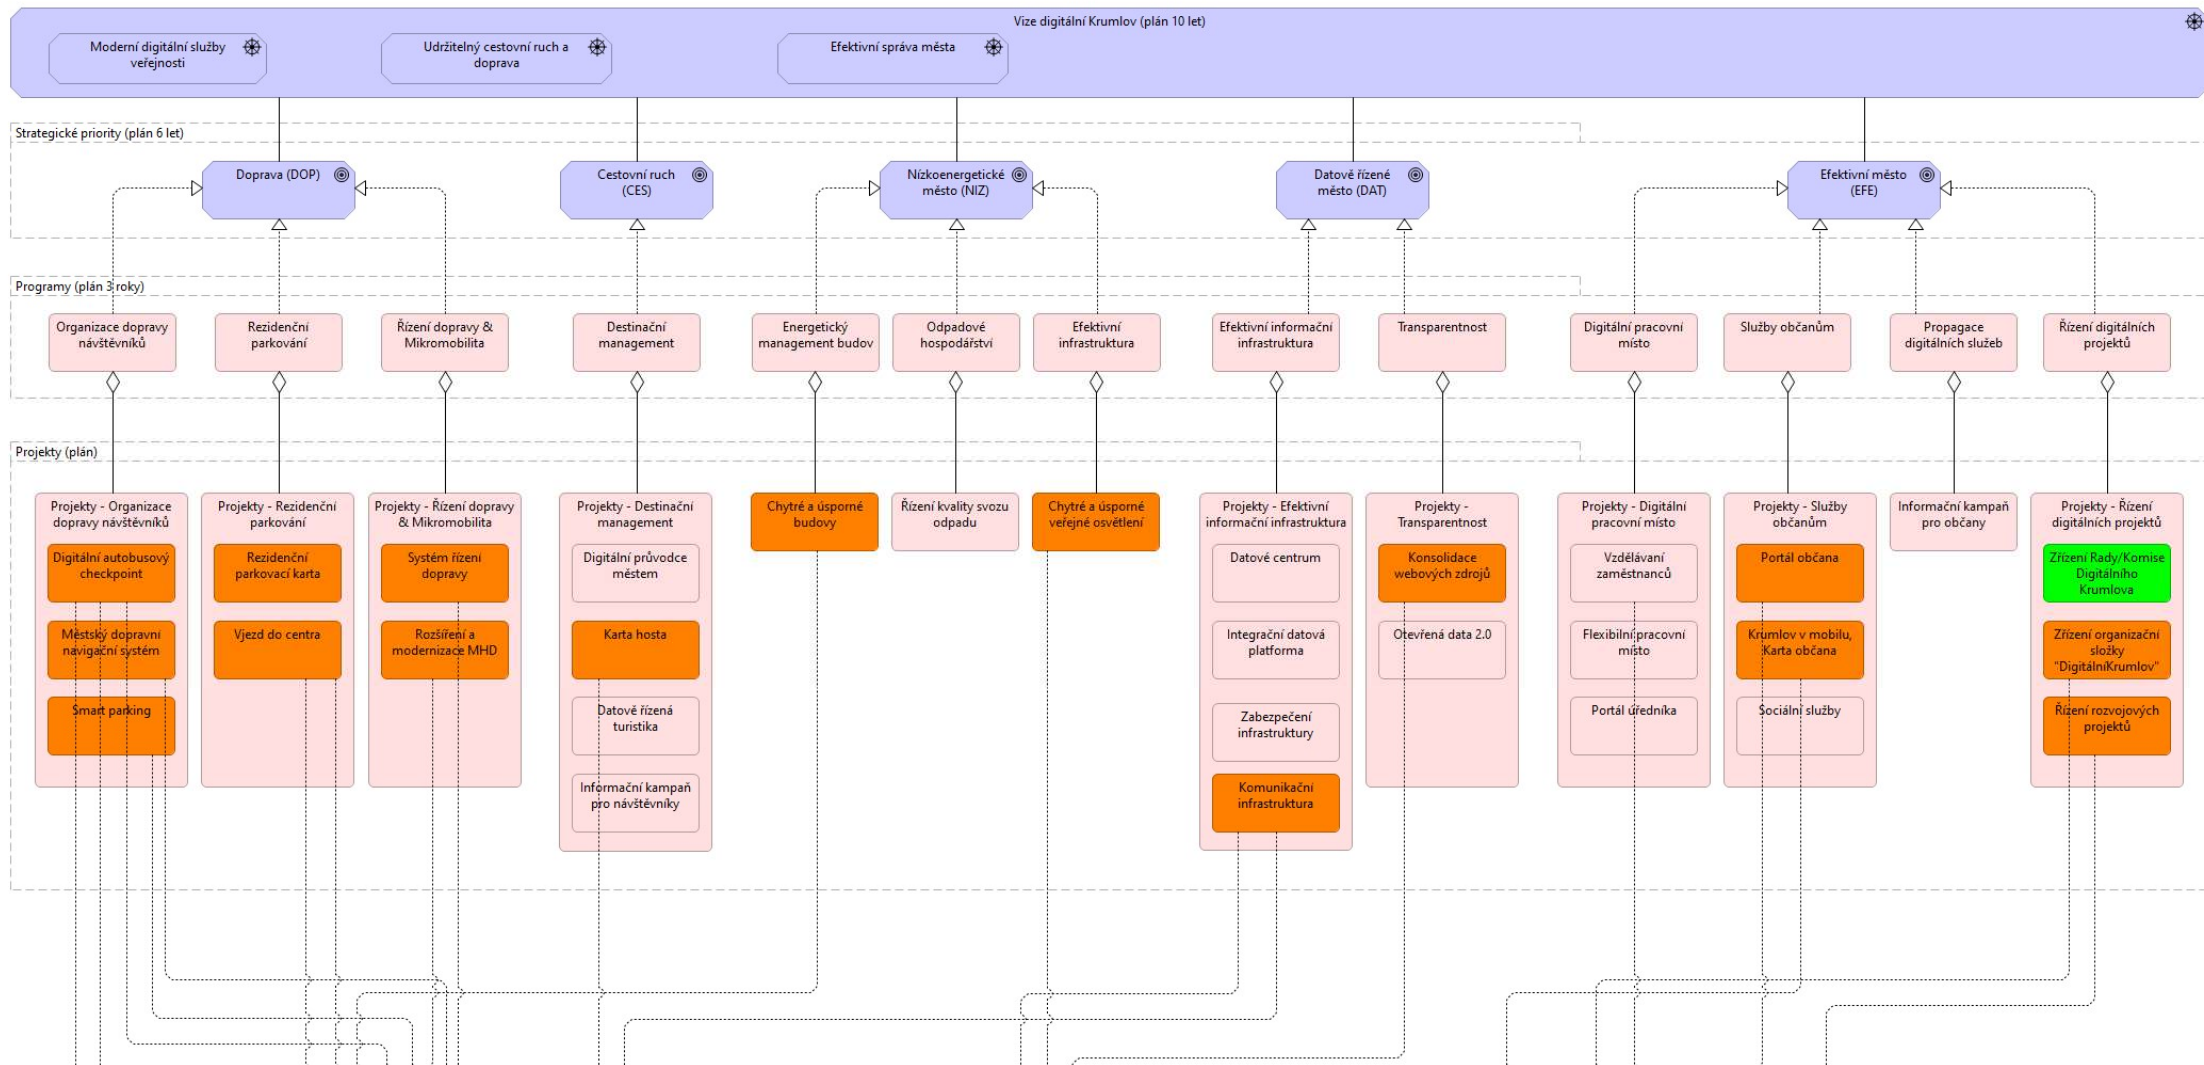 Vize digitální Krumlov (plán 10 let)
Moderní digitální služby
veřejnosti
Udržitelný cestovní ruch a
doprava
Efektivní správa města
Strategické priority (plán 6 let)
Doprava (DOP)
Cestovní ruch
(CES)
Nízkoenergetické
město (NIZ)
Datově řízené
město (DAT)
Efektivní město
(EFE)
Programy (plán 3 roky)
Organizace dopravy
návštěvníků
Rezidenční
parkování
Řízení dopravy &
Mikromobilita
Destinační
management
Energetický
management budov
Odpadové
hospodářství
Efektivní
infrastruktura
Efektivní informační
infrastruktura
Transparentnost
Digitální pracovní
místo
Služby občanům
Propagace
digitálních služeb
Řízení digitálních
projektů
Projekty (plán)
Projekty - Organizace
dopravy návštěvníků
Digitální autobusový
checkpoint
Městský dopravní
navigační systém
Smart parking
Projekty - Rezidenční
parkování
Rezidenční
parkovací karta
Vjezd do centra
Projekty - Řízení dopravy
& Mikromobilita
Systém řízení
dopravy
Rozšíření a
modernizace MHD
Projekty - Destinační
management
Digitální průvodce
městem
Karta hosta
Datově řízená
turistika
Informační kampaň
pro návštěvníky
Chytré a úsporné
budovy
Řízení kvality svozu
odpadu
Chytré a úsporné
veřejné osvětlení
Projekty - Efektivní
informační infrastruktura
Datové centrum
Integrační datová
platforma
Zabezpečení
infrastruktury
Komunikační
infrastruktura
Projekty -
Transparentnost
Konsolidace
webových zdrojů
Otevřená data 2.0
Projekty - Digitální
pracovní místo
Vzdělávaní
zaměstnanců
Flexibilní pracovní
místo
Portál úředníka
Projekty - Služby
občanům
Portál občana
Krumlov v mobilu,
Karta občana
Sociální služby
Informační kampaň
pro občany
Projekty - Řízení
digitálních projektů
Zřízení Rady/Komise
Digitálního
Krumlova
Zřízení organizační
složky
"DigitálníKrumlov"
Řízení rozvojových
projektů